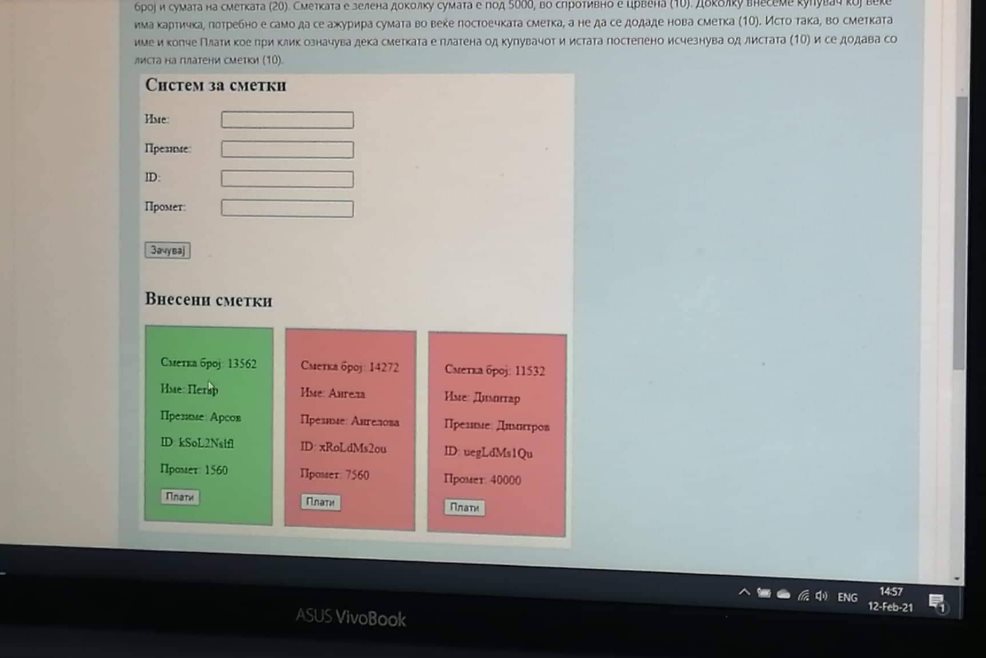 број и сумата на сметката (20). Сметката е зелена доколку сумата е под 5000, во спротивно е црвена (10). Доколку внесеме купувач кој веќе
има картичка, потребно е само да се ажурира сумата во веќе постоечката сметка, а не да се додаде нова сметка (10). Исто така, во сметката
име и копче Плати кое при клик означува дека сметката е платена од купувачот и истата постепено исчезнува од листата (10) и се додава со
листа на платени сметки (10).
Систем за сметки
Име:
Презиме:
ID:
Промет:
Зачувај
Внесени сметки
Сметка број: 13562
Име: Петар
Презиме: Арсов
ID: kSoL2Nslfl
Промет: 1560
Плати
Сметка број: 14272
Име: Ангела
Презиме: Ангелова
ID: xRoLdMs2ou
Промет: 7560
Плати
Сметка број: 11532
Име: Димитар
Презиме: Димитров
ID: uegLdMs1Qu
Промет: 40000
Плати
ENG
14:57
12-Feb-21
1
ASUS VivoBook